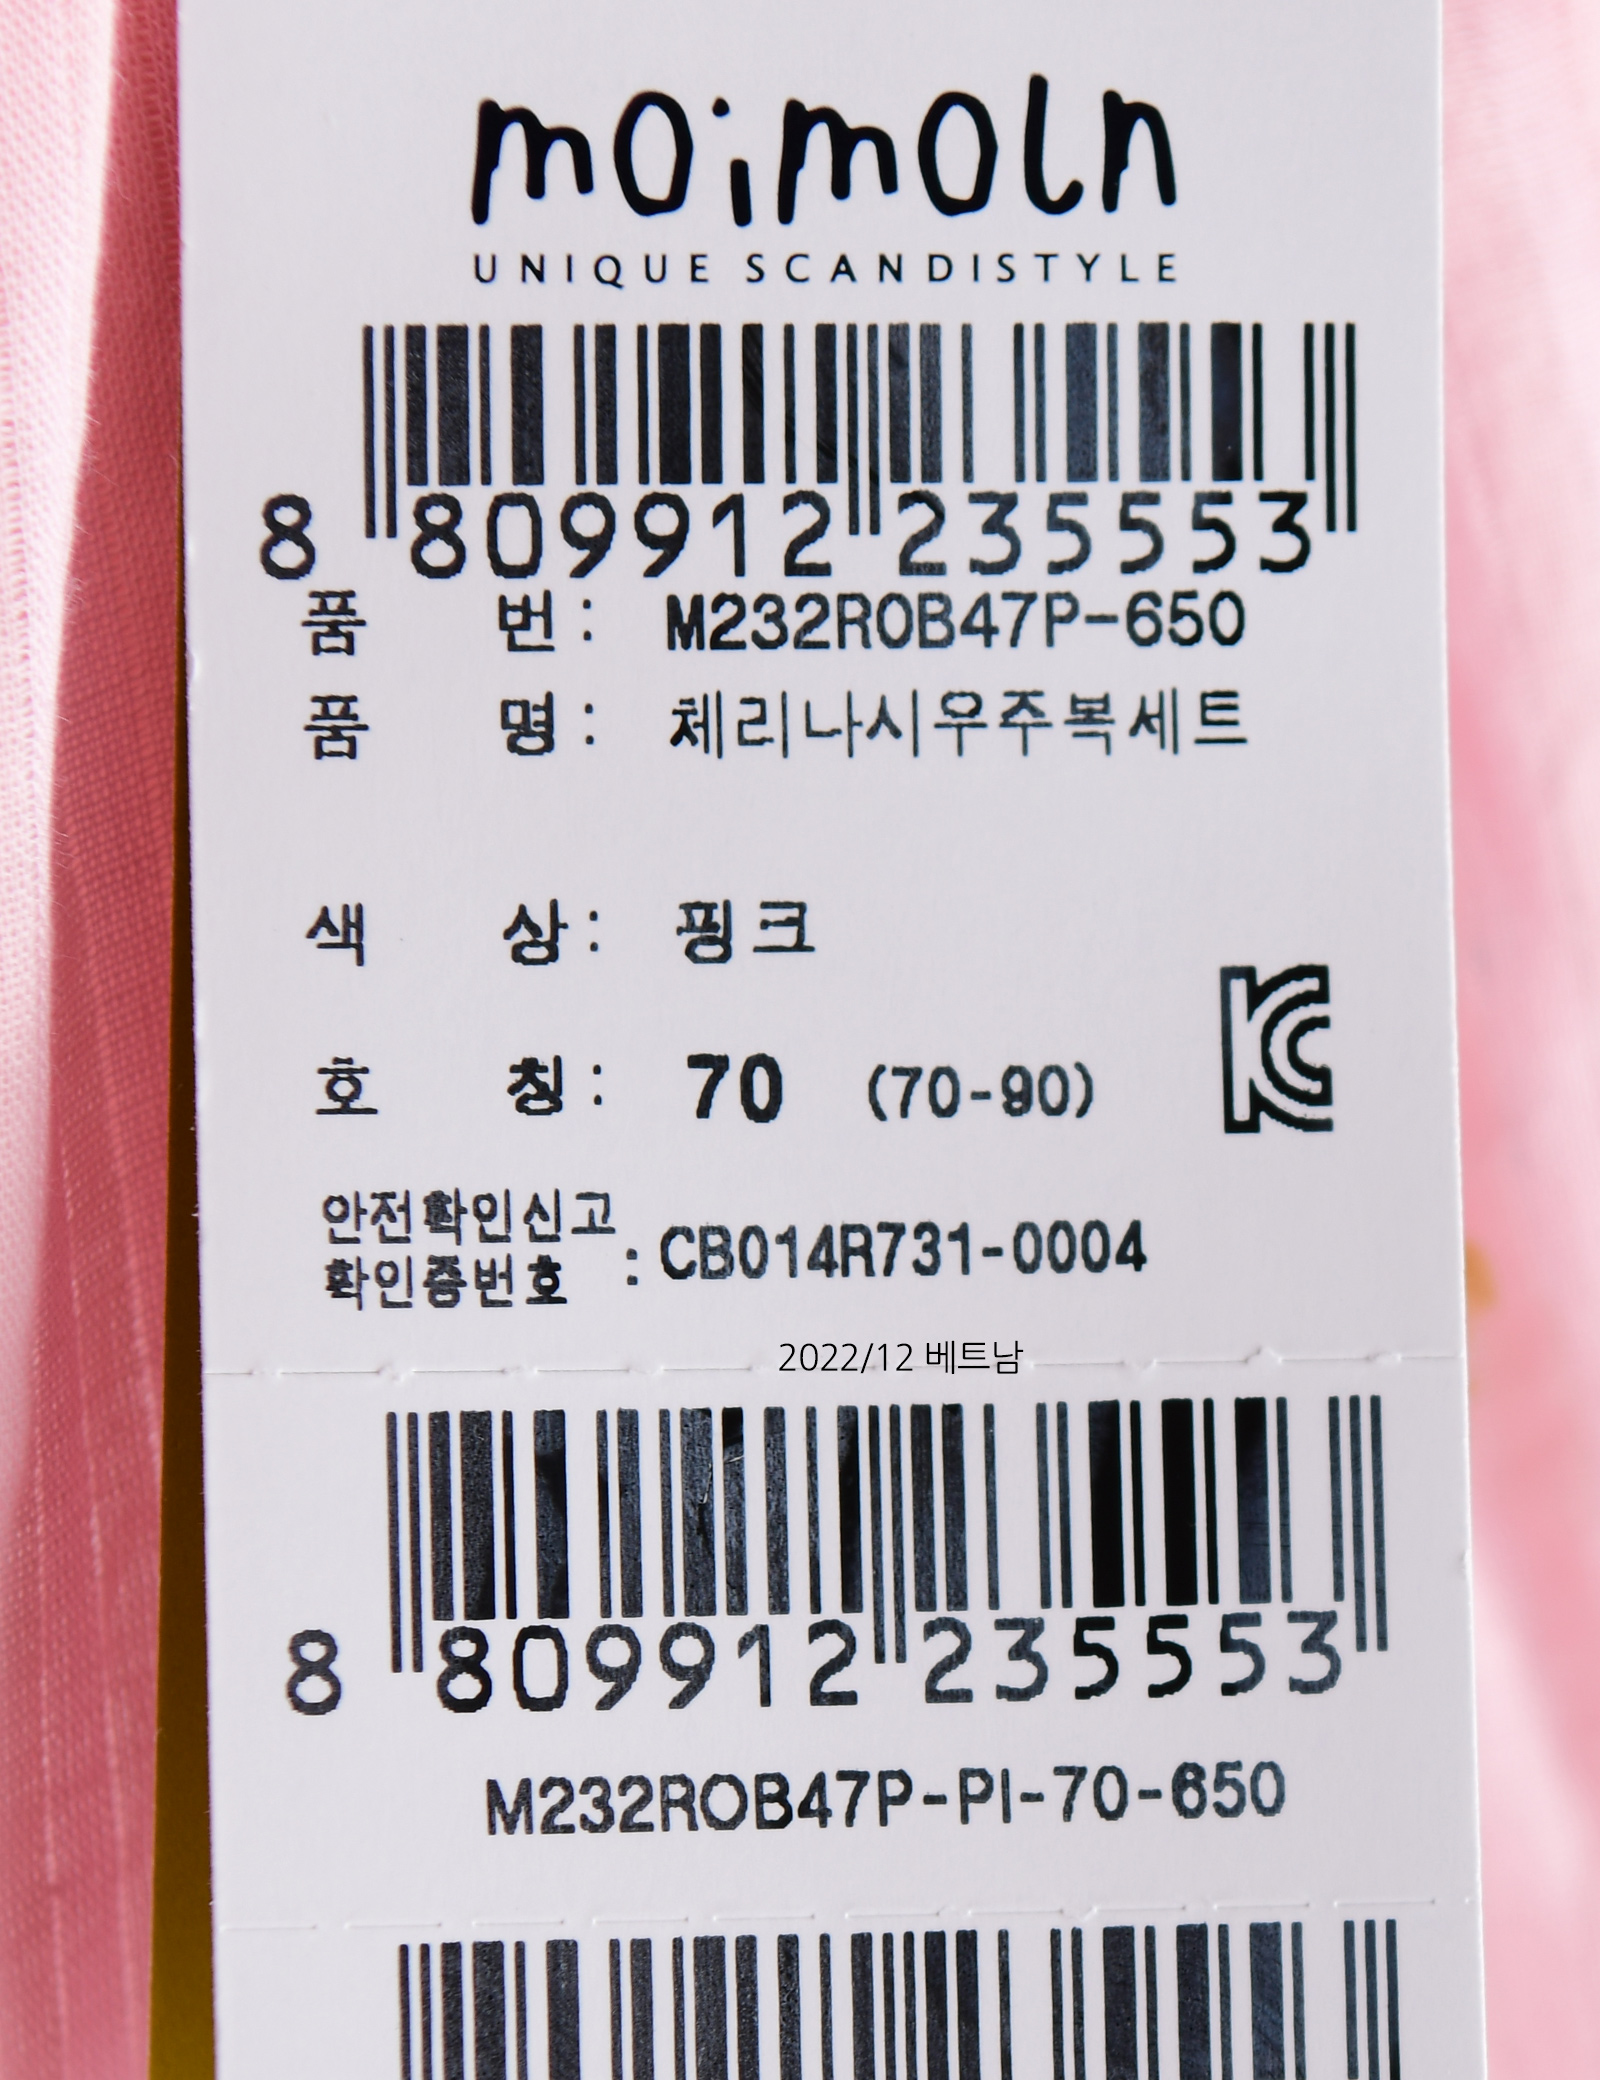 moimoln
UNIQUE SCANDISTYLE
8 809912 235553
품 번 : M232ROB47P-650
품 명 : 체리나시우주복세트
색 상 : 핑크
호 칭 : 70 (70-90)
안전확인신고
확인증번호 : CB014R731-0004
2022/12 베트남
8 809912 235553
M232ROB47P-PI-70-650